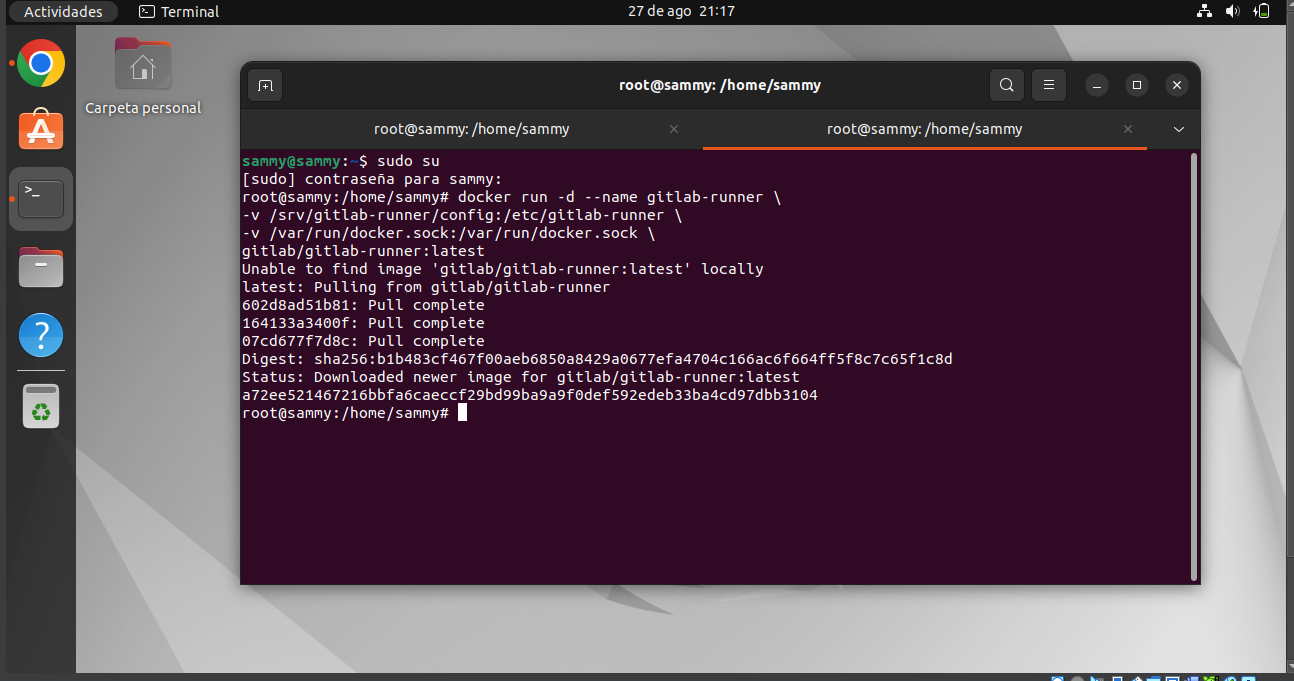 Actividades
Terminal
27 de ago 21:17
Carpeta personal
root@sammy: /home/sammy
root@sammy: /home/sammy
root@sammy: /home/sammy
sammy@sammy:~$ sudo su
[sudo] contraseña para sammy:
root@sammy:/home/sammy# docker run -d --name gitlab-runner \
-v /srv/gitlab-runner/config:/etc/gitlab-runner \
-v /var/run/docker.sock:/var/run/docker.sock \
gitlab/gitlab-runner:latest
Unable to find image 'gitlab/gitlab-runner:latest' locally
latest: Pulling from gitlab/gitlab-runner
602d8ad51b81: Pull complete
164133a3400f: Pull complete
07cd677f7d8c: Pull complete
Digest: sha256:b1b483cf467f00aeb6850a8429a0677efa4704c166ac6f664ff5f8c7c65f1c8d
Status: Downloaded newer image for gitlab/gitlab-runner:latest
a72ee521467216bbfa6caeccf29bd99ba9a9f0def592edeb33ba4cd97dbb3104
root@sammy:/home/sammy#